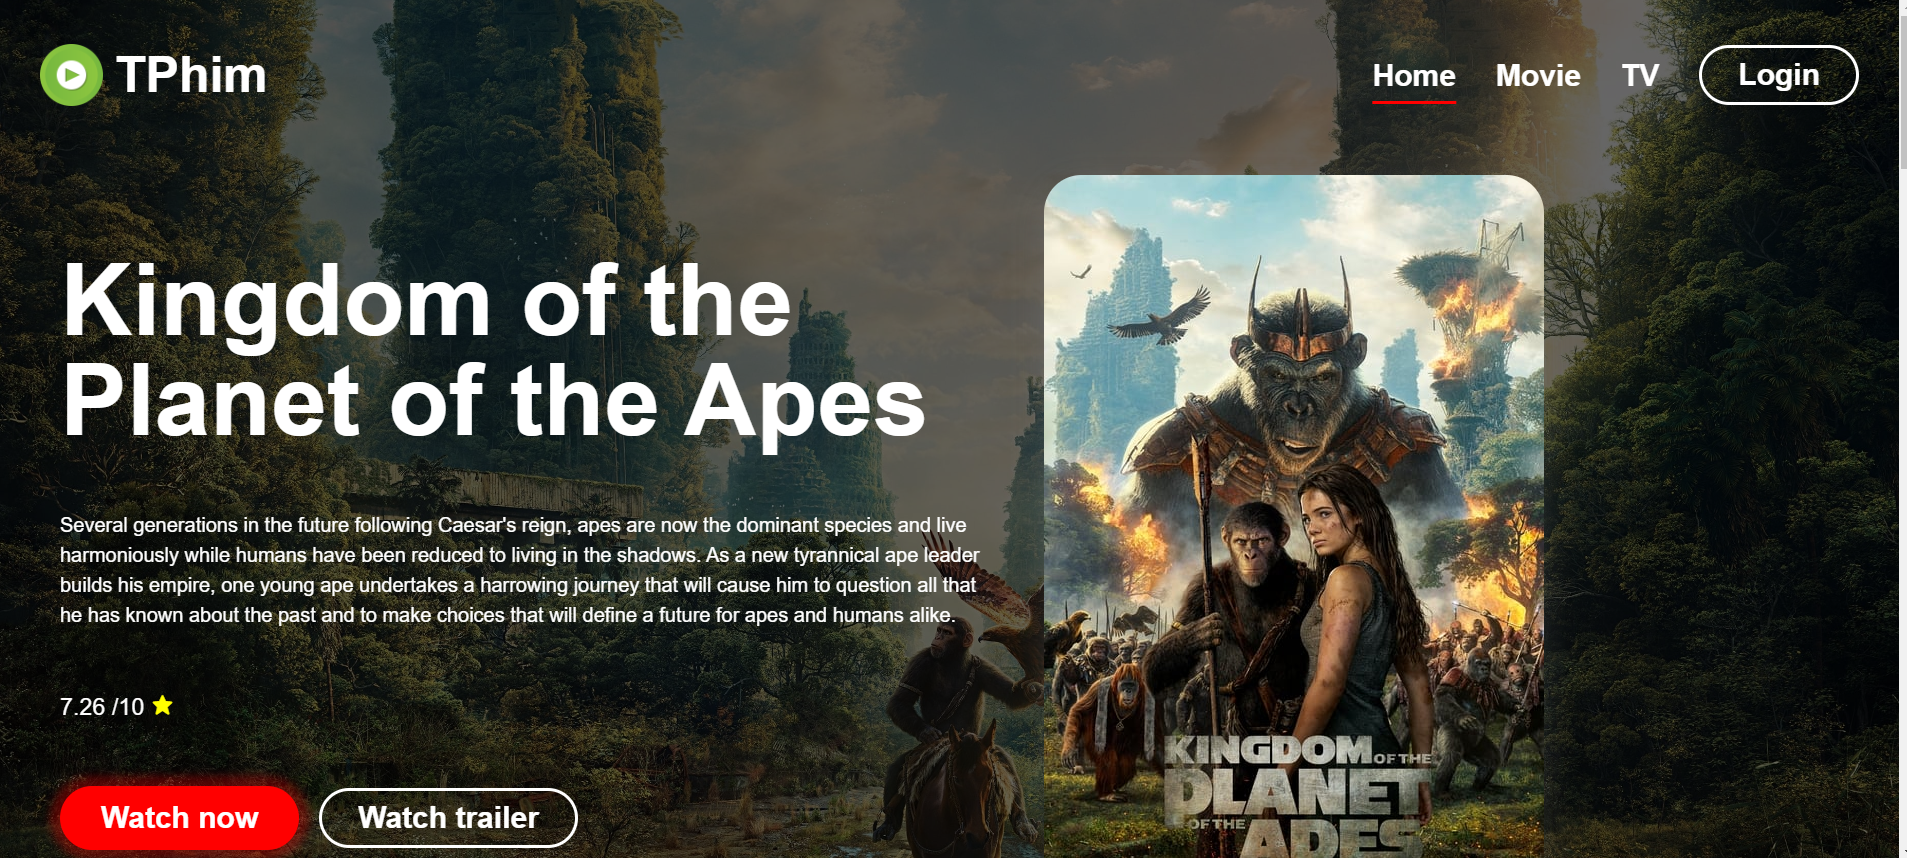 TPhim
Home Movie TV Login
Kingdom of the
Planet of the Apes
Several generations in the future following Caesar's reign, apes are now the dominant species and live
harmoniously while humans have been reduced to living in the shadows. As a new tyrannical ape leader
builds his empire, one young ape undertakes a harrowing journey that will cause him to question all that
he has known about the past and to make choices that will define a future for apes and humans alike.
7.26 /10
Watch now Watch trailer
KINGDOM OF THE
PLANET
OF THE APES